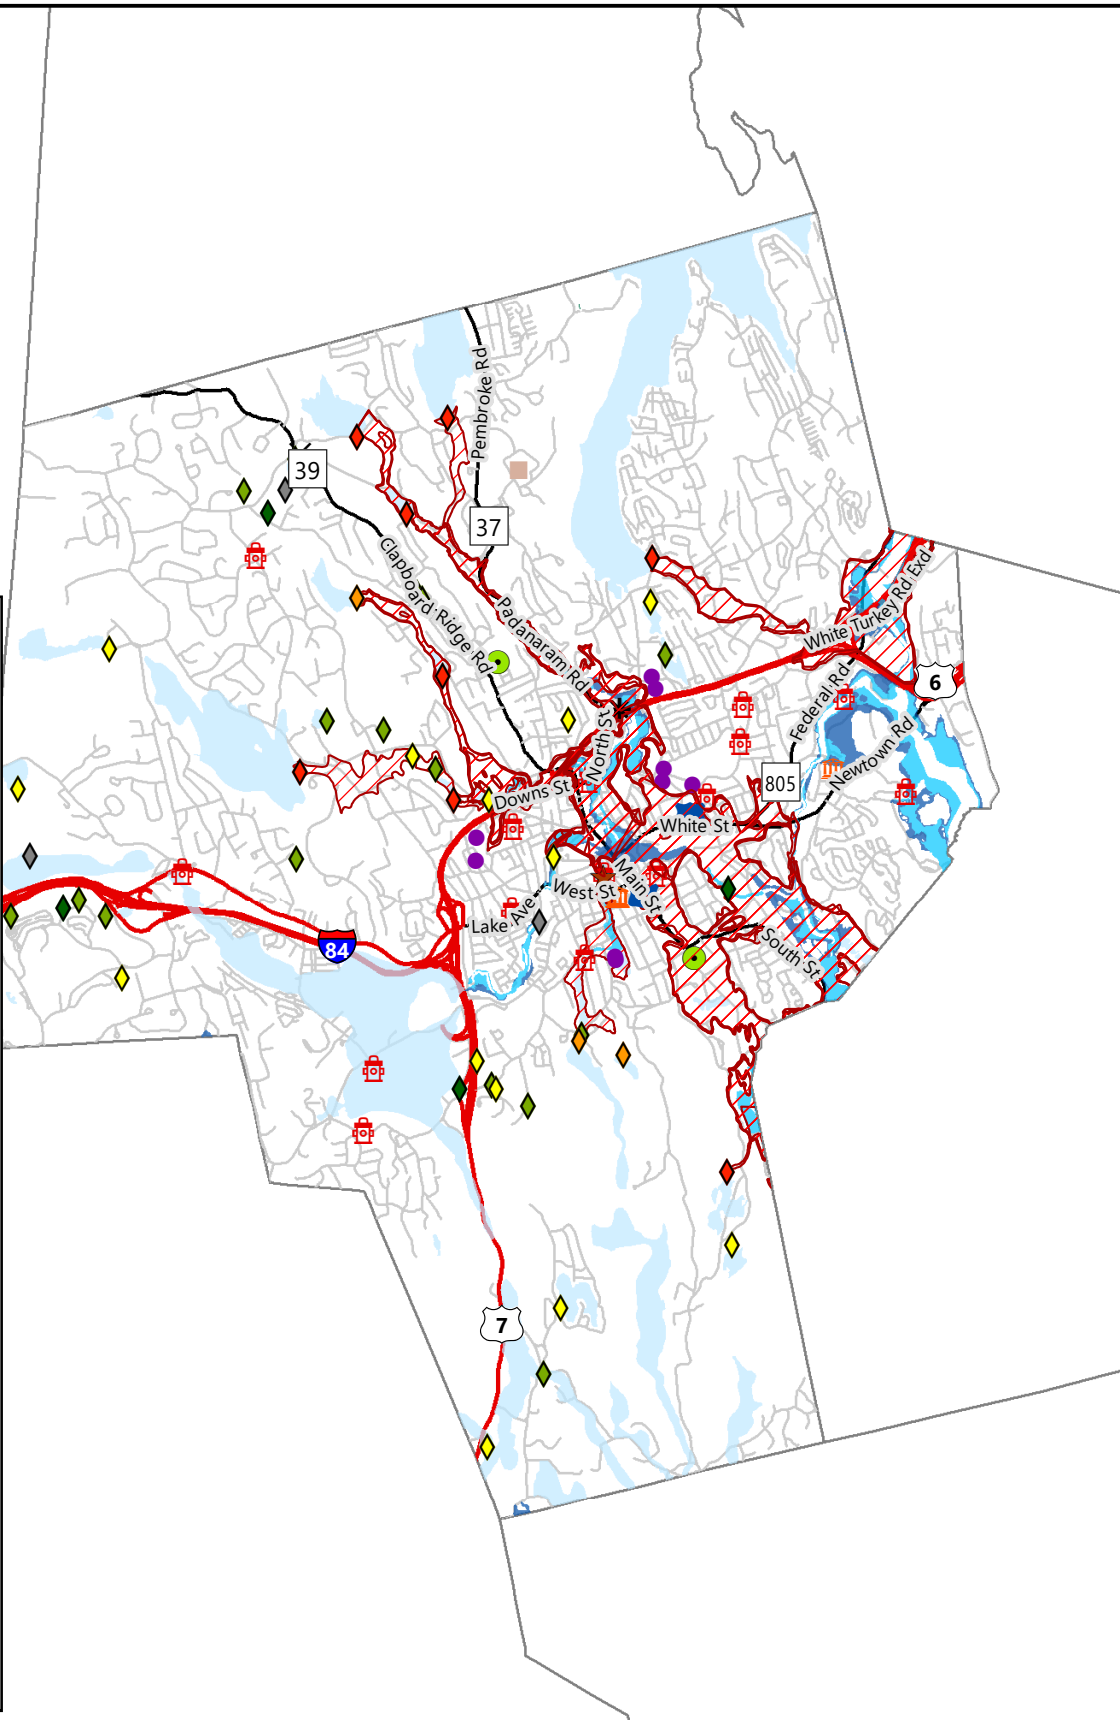 Pembroke Rd
39
37
Clapboard Ridge Rd
Padanaram Rd
White Turkey Rd Exd
6
Federal Rd
North St
Newtown Rd
805
Downs St
White St
Main St
West St
Lake Ave
South St
84
7